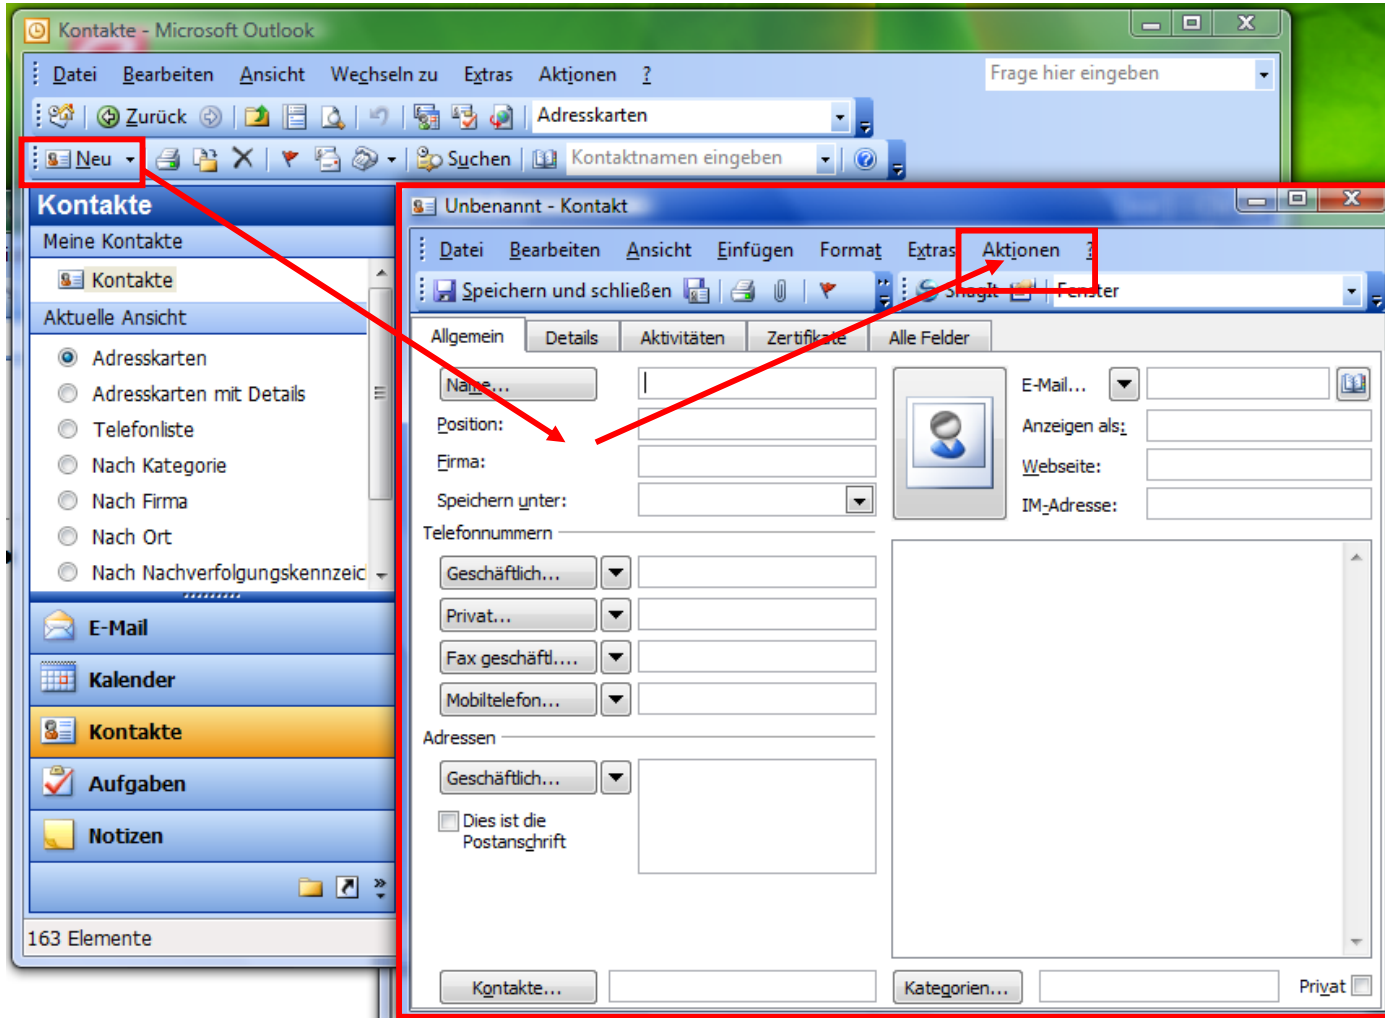 Kontakte - Microsoft Outlook
Datei Bearbeiten Ansicht Wechseln zu Extras Aktionen ?
Frage hier eingeben
Zurück
Adresskarten
Neu
Suchen
Kontaktnamen eingeben
Kontakte
Meine Kontakte
Kontakte
Aktuelle Ansicht
Adresskarten
Adresskarten mit Details
Telefonliste
Nach Kategorie
Nach Firma
Nach Ort
Nach Nachverfolgungskennzeic
E-Mail
Kalender
Kontakte
Aufgaben
Notizen
163 Elemente
Unbenannt - Kontakt
Datei Bearbeiten Ansicht Einfügen Format Extras Aktionen ?
Speichern und schließen
SnagIt
Fenster
Allgemein Details Aktivitäten Zertifikate Alle Felder
Name...
Position:
Firma:
Speichern unter:
Telefonnummern
Geschäftlich...
Privat...
Fax geschäftl....
Mobiltelefon...
Adressen
Geschäftlich...
Dies ist die
Postanschrift
E-Mail...
Anzeigen als:
Webseite:
IM-Adresse:
Kontakte...
Kategorien...
Privat